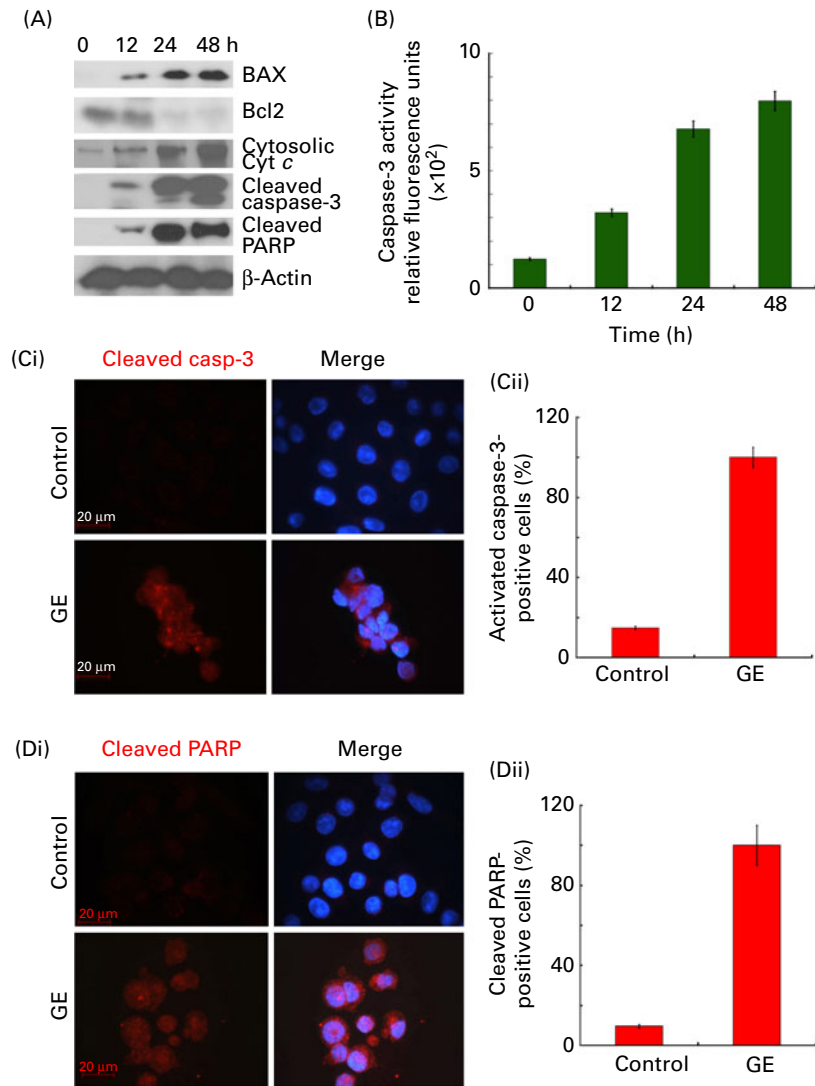 (A)
0 12 24 48 h
BAX
Bcl2
Cytosolic
Cyt c
Cleaved
caspase-3
Cleaved
PARP
β-Actin
(B)
Caspase-3 activity
relative fluorescence units
(×10²)
10
5
0
0 12 24 48
Time (h)
(Ci)
Cleaved casp-3 Merge
Control
20 μm
GE
20 μm
(Cii)
Activated caspase-3-
positive cells (%)
120
80
40
0
Control GE
(Di)
Cleaved PARP Merge
Control
20 μm
GE
20 μm
(Dii)
Cleaved PARP-
positive cells (%)
120
80
40
0
Control GE